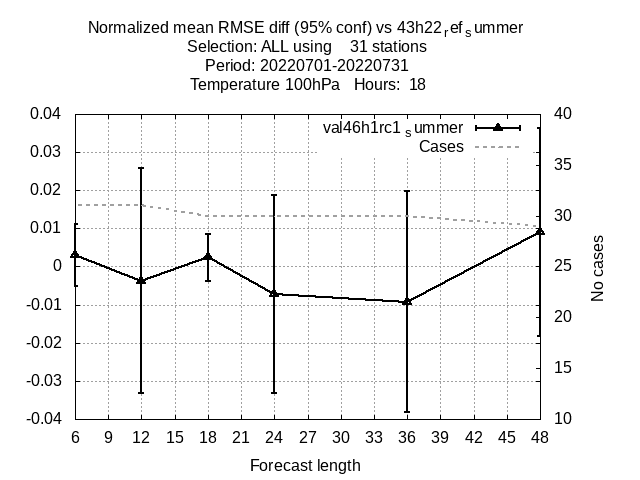 Normalized mean RMSE diff (95% conf) vs 43h22refsummer
Selection: ALL using    31 stations
Period: 20220701-20220731
Temperature 100hPa   Hours:  18
val46h1rc1summer
Cases
0.04
0.03
0.02
0.01
0
-0.01
-0.02
-0.03
-0.04
40
35
30
25
20
15
10
No cases
6 9 12 15 18 21 24 27 30 33 36 39 42 45 48
Forecast length